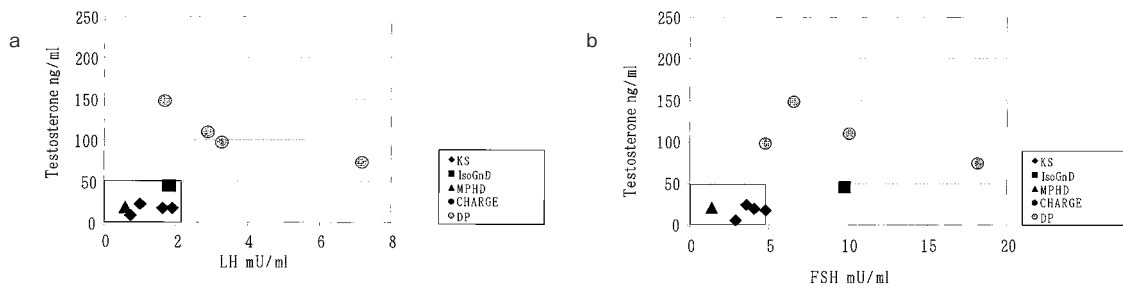 a
Testosterone ng/ml
250
200
150
100
50
0
0 2 4 6 8
LH mU/ml
KS
IsoGnD
MPHD
CHARGE
DP
b
Testosterone ng/ml
250
200
150
100
50
0
0 5 10 15 20
FSH mU/ml
KS
IsoGnD
MPHD
CHARGE
DP